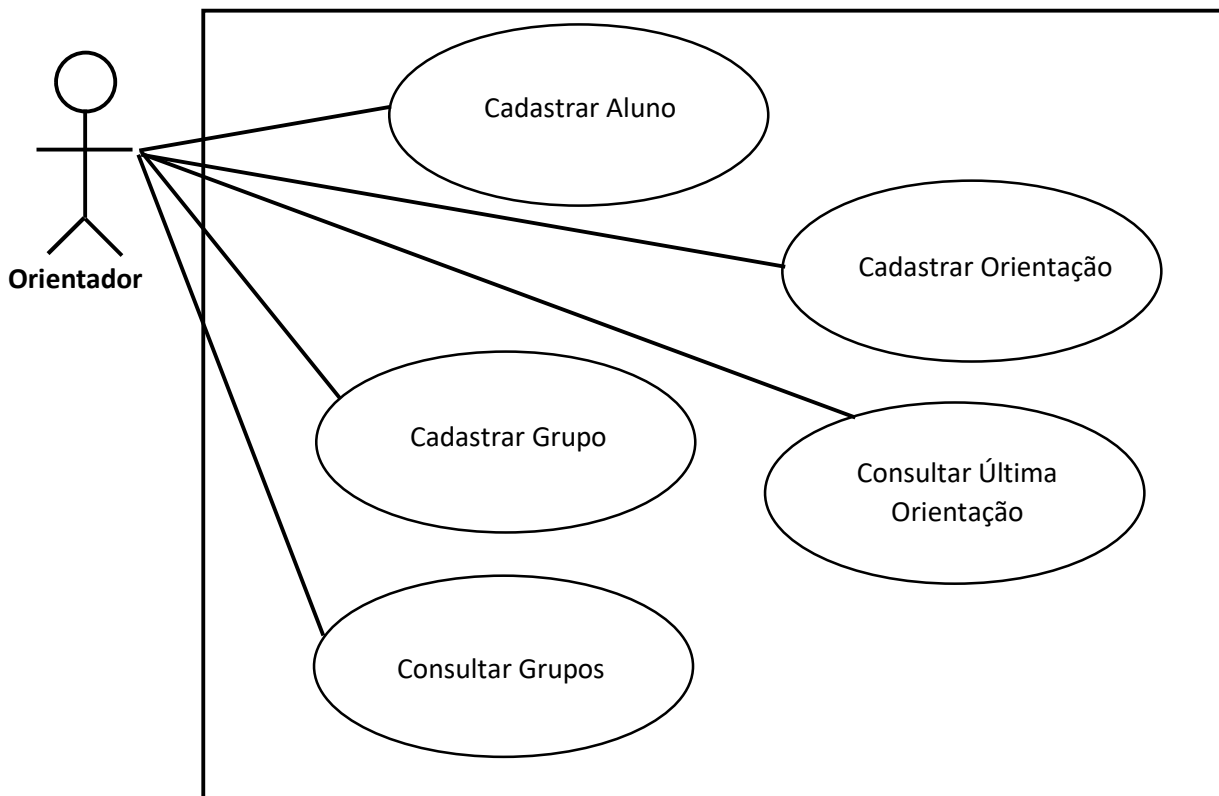 Cadastrar Aluno
Cadastrar Orientação
Orientador
Cadastrar Grupo
Consultar Última
Orientação
Consultar Grupos